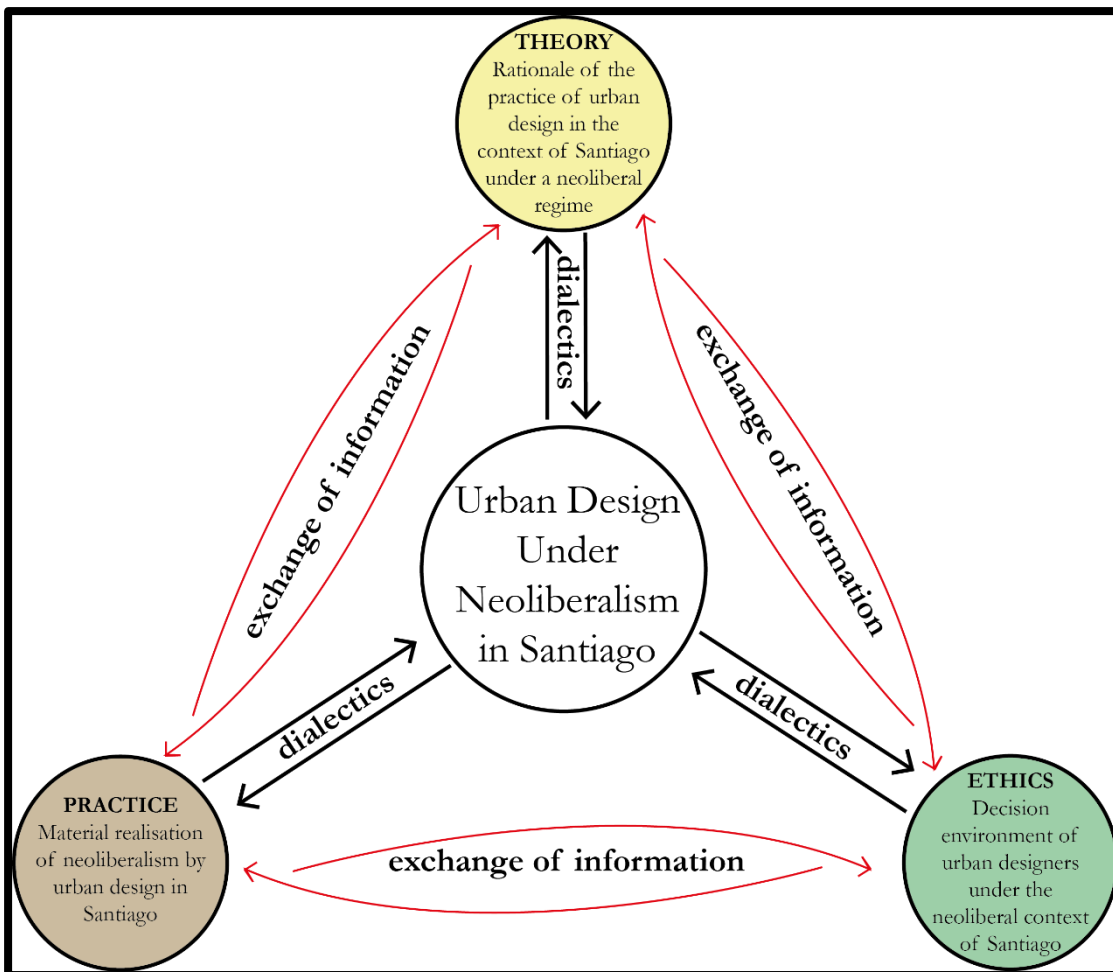 THEORY
Rationale of the
practice of urban
design in the
context of Santiago
under a neoliberal
regime
dialectics
exchange of information
exchange of information
Urban Design
Under
Neoliberalism
in Santiago
dialectics
dialectics
PRACTICE
Material realisation
of neoliberalism by
urban design in
Santiago
exchange of information
ETHICS
Decision
environment of
urban designers
under the
neoliberal context
of Santiago